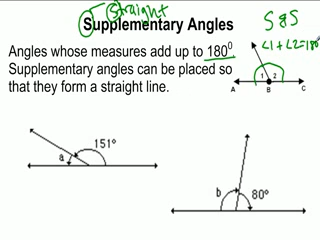 Straight
Supplementary Angles
S & S
Angles whose measures add up to 180⁰
∠1 + ∠2 = 180°
Supplementary angles can be placed so
that they form a straight line.
1 2
A B C
151°
a
b 80°